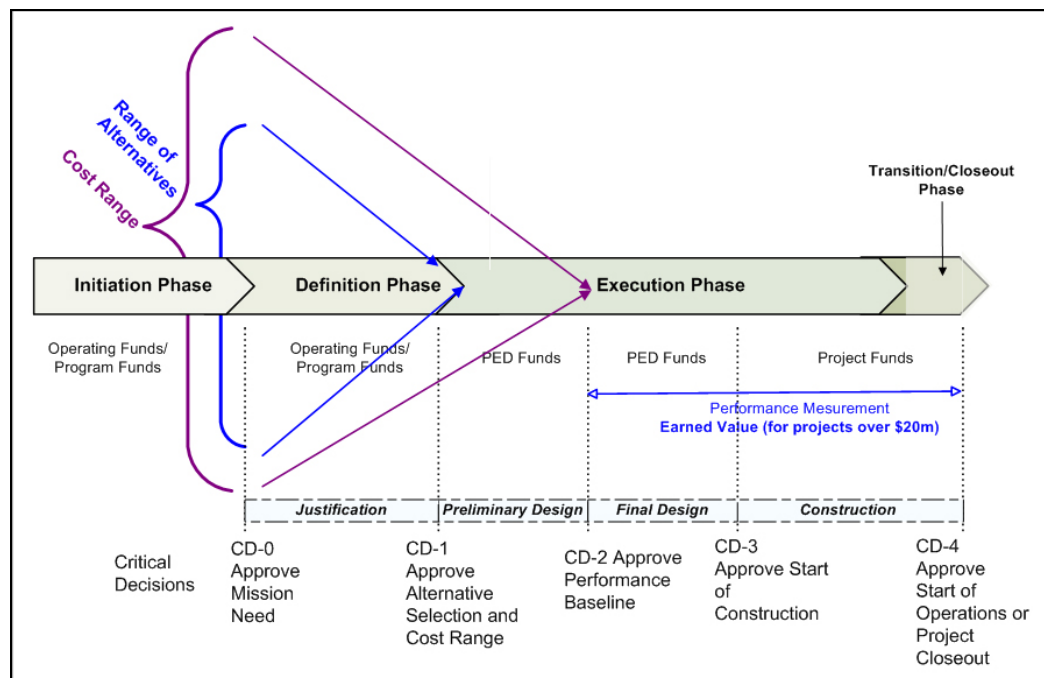 Range of
Alternatives
Cost Range
Transition/Closeout
Phase
Initiation Phase
Definition Phase
Execution Phase
Operating Funds/
Program Funds
Operating Funds/
Program Funds
PED Funds
PED Funds
Project Funds
Performance Mesurement
Earned Value (for projects over $20m)
Justification
Preliminary Design
Final Design
Construction
Critical
Decisions
CD-0
Approve
Mission
Need
CD-1
Approve
Alternative
Selection and
Cost Range
CD-2 Approve
Performance
Baseline
CD-3
Approve Start
of
Construction
CD-4
Approve
Start of
Operations or
Project
Closeout